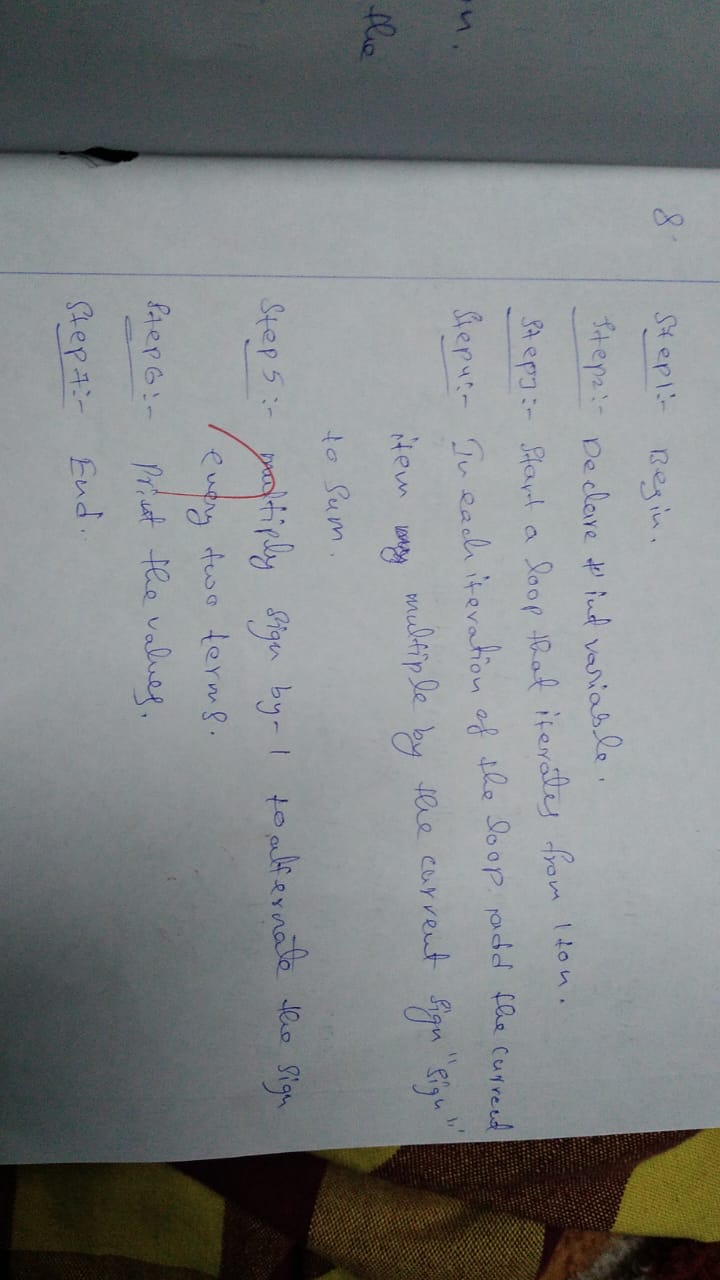 n.
the
8.
Step1:- Begin.
Step2:- Declare int variable.
Step3:- Start a loop that iterates from 1 to n.
Step4:- In each iteration of the loop, add the current
item multiple by the current sign "sign"
to sum.
Step 5:- multiply sign by -1 to alternate the sign
every two terms.
Step6:- Print the values.
Step7:- End.